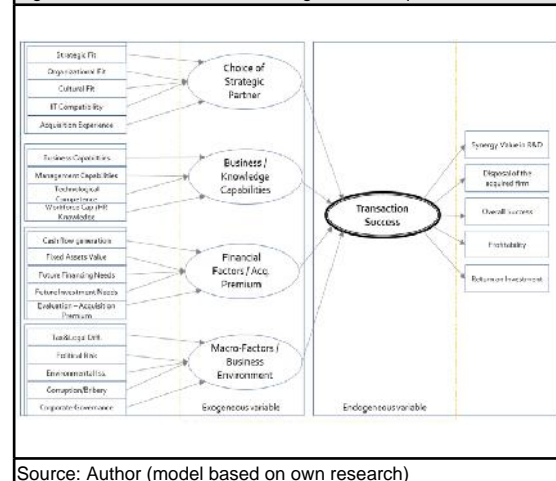 Strategic Fit
Organizational Fit
Cultural Fit
IT Compatibility
Acquisition Experience
Choice of
Strategic
Partner
Business Capabilities
Management Capabilities
Technological
Competence
Workforce Cap./HR
Knowledge
Business /
Knowledge
Capabilities
Cash flow generation
Fixed Assets Value
Future Financing Needs
Future Investment Needs
Evaluation – Acquisition
Premium
Financial
Factors / Acq.
Premium
Political Risk
Corruption/Bribery
Corporate Governance
Macro-Factors /
Business
Environment
Exogeneous variable
Transaction
Success
Synergy Value in R&D
Disposal of the
acquired firm
Overall Success
Profitability
Return on Investment
Endogeneous variable
Source: Author (model based on own research)